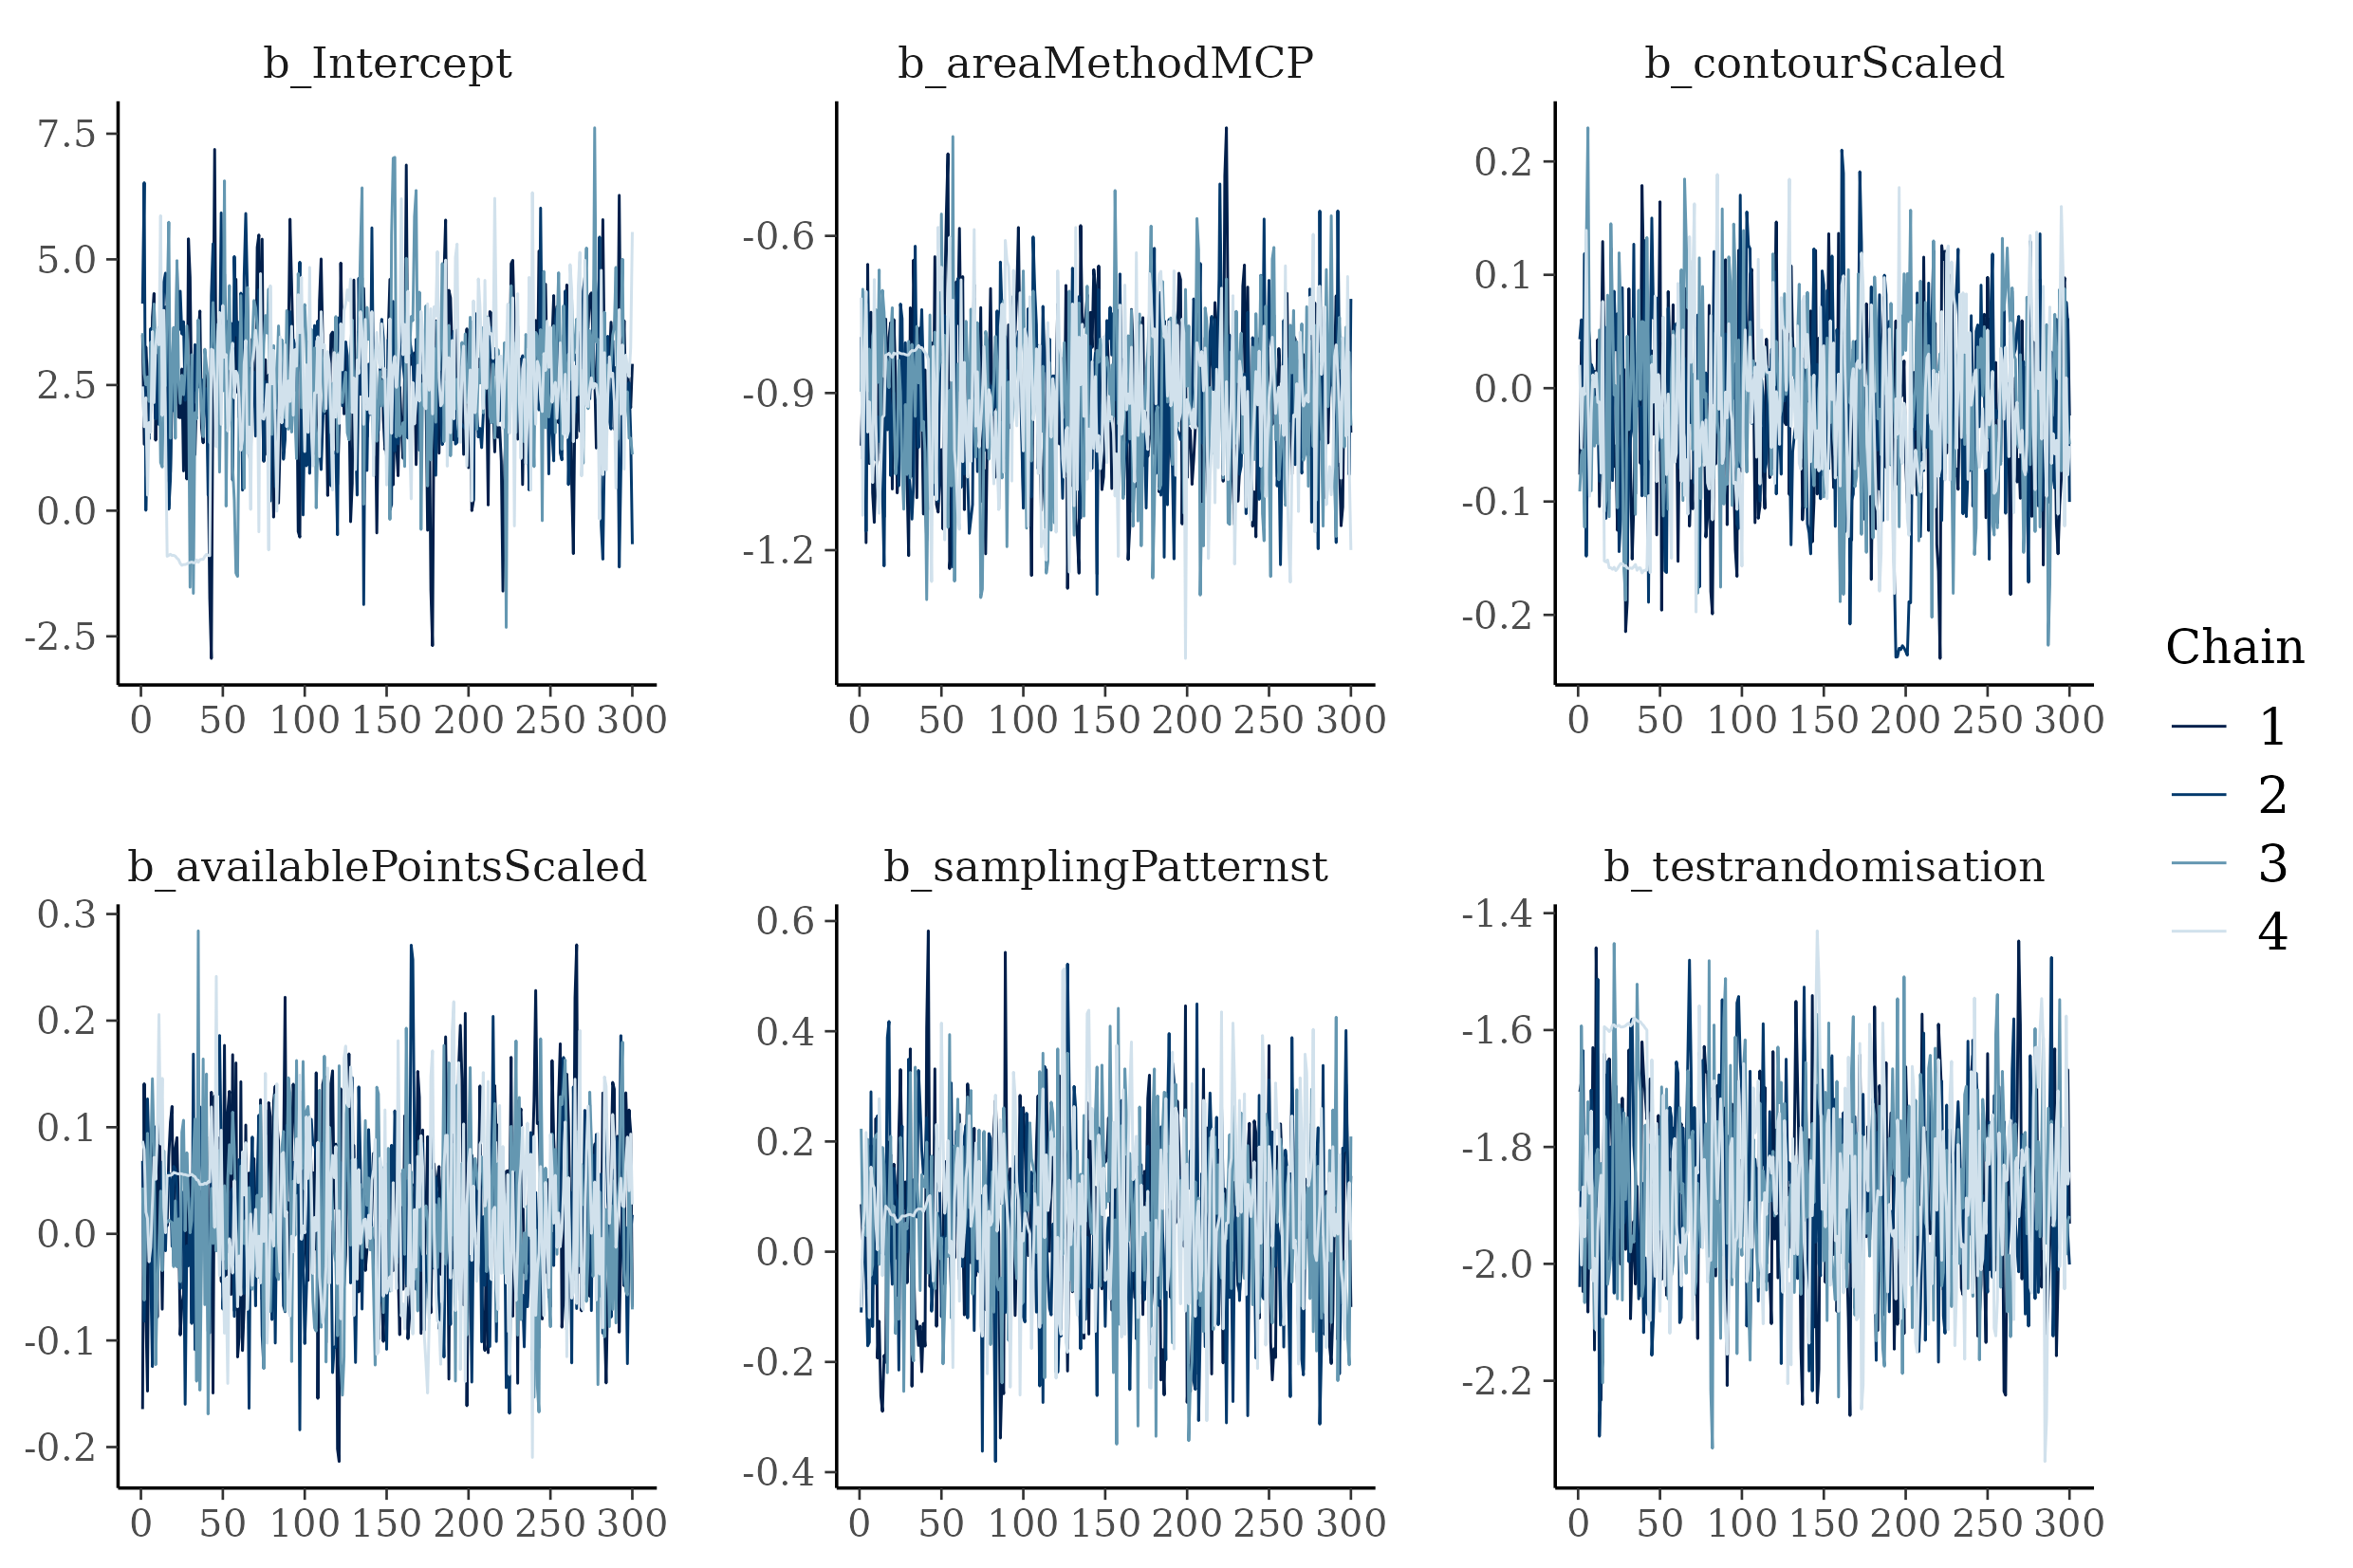 b_Intercept
7.5
5.0
2.5
0.0
-2.5
0 50 100 150 200 250 300
b_areaMethodMCP
-0.6
-0.9
-1.2
0 50 100 150 200 250 300
b_contourScaled
0.2
0.1
0.0
-0.1
-0.2
0 50 100 150 200 250 300
b_availablePointsScaled
0.3
0.2
0.1
0.0
-0.1
-0.2
0 50 100 150 200 250 300
b_samplingPatternst
0.6
0.4
0.2
0.0
-0.2
-0.4
0 50 100 150 200 250 300
b_testrandomisation
-1.4
-1.6
-1.8
-2.0
-2.2
0 50 100 150 200 250 300
Chain
1
2
3
4